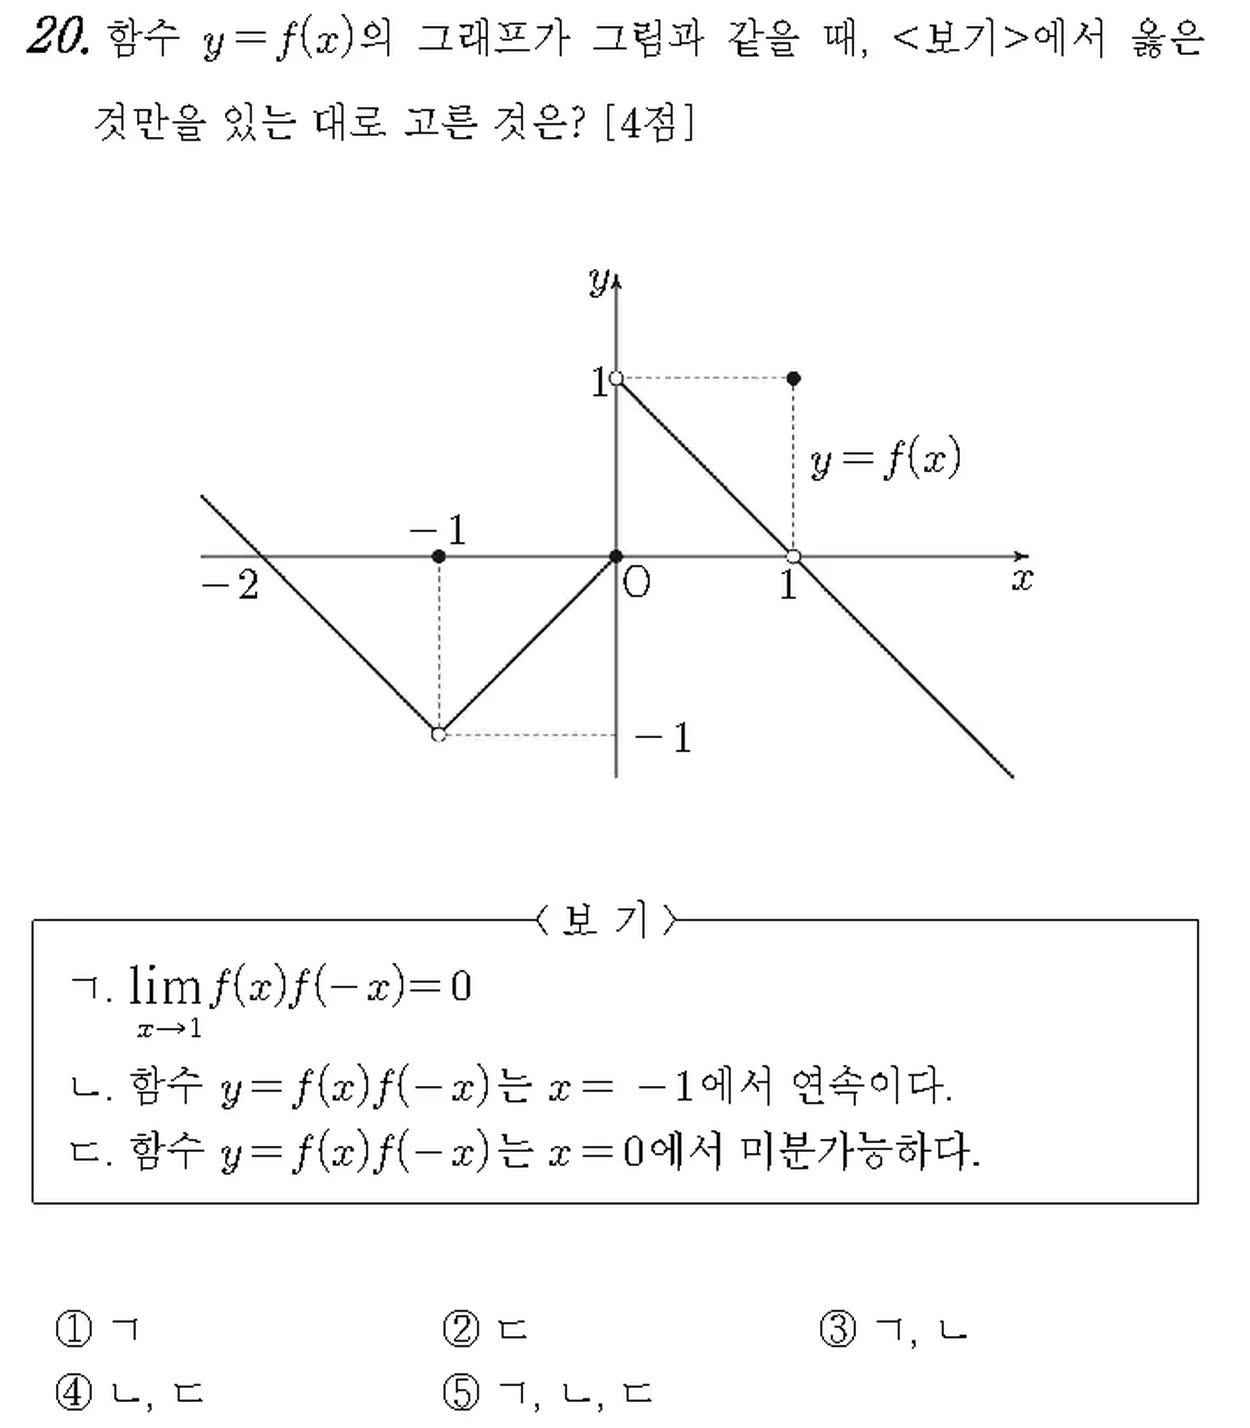 20. 함수 y=f(x)의 그래프가 그림과 같을 때, <보기>에서 옳은
것만을 있는 대로 고른 것은? [4점]
y
1
y=f(x)
-1
-2
O
1
x
-1
<보 기>
ㄱ. lim f(x)f(-x)=0
x→1
ㄴ. 함수 y=f(x)f(-x)는 x= -1에서 연속이다.
ㄷ. 함수 y=f(x)f(-x)는 x=0에서 미분가능하다.
① ㄱ ② ㄷ ③ ㄱ, ㄴ
④ ㄴ, ㄷ ⑤ ㄱ, ㄴ, ㄷ